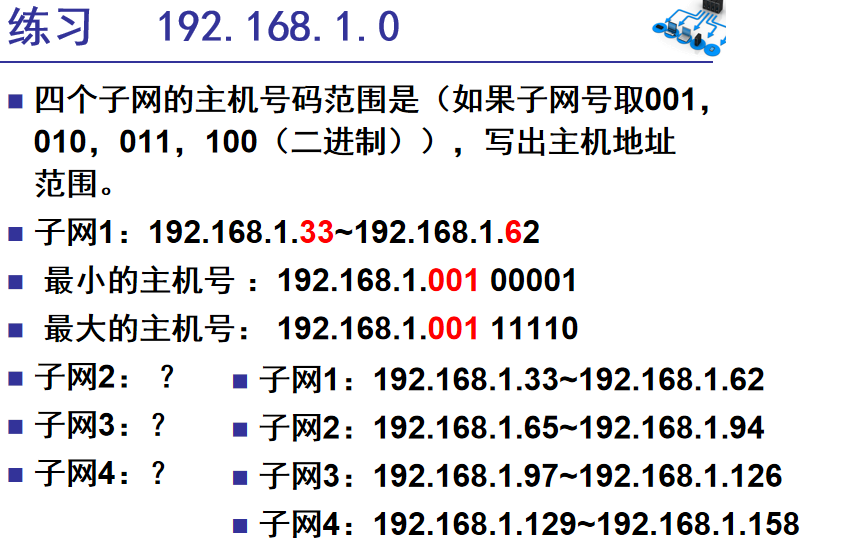 练习 192.168.1.0
四个子网的主机号码范围是（如果子网号取001，
010，011，100（二进制）），写出主机地址
范围。
子网1：192.168.1.33~192.168.1.62
最小的主机号 ：192.168.1.001 00001
最大的主机号： 192.168.1.001 11110
子网2： ？
子网3：？
子网4：？
子网1：192.168.1.33~192.168.1.62
子网2：192.168.1.65~192.168.1.94
子网3：192.168.1.97~192.168.1.126
子网4：192.168.1.129~192.168.1.158